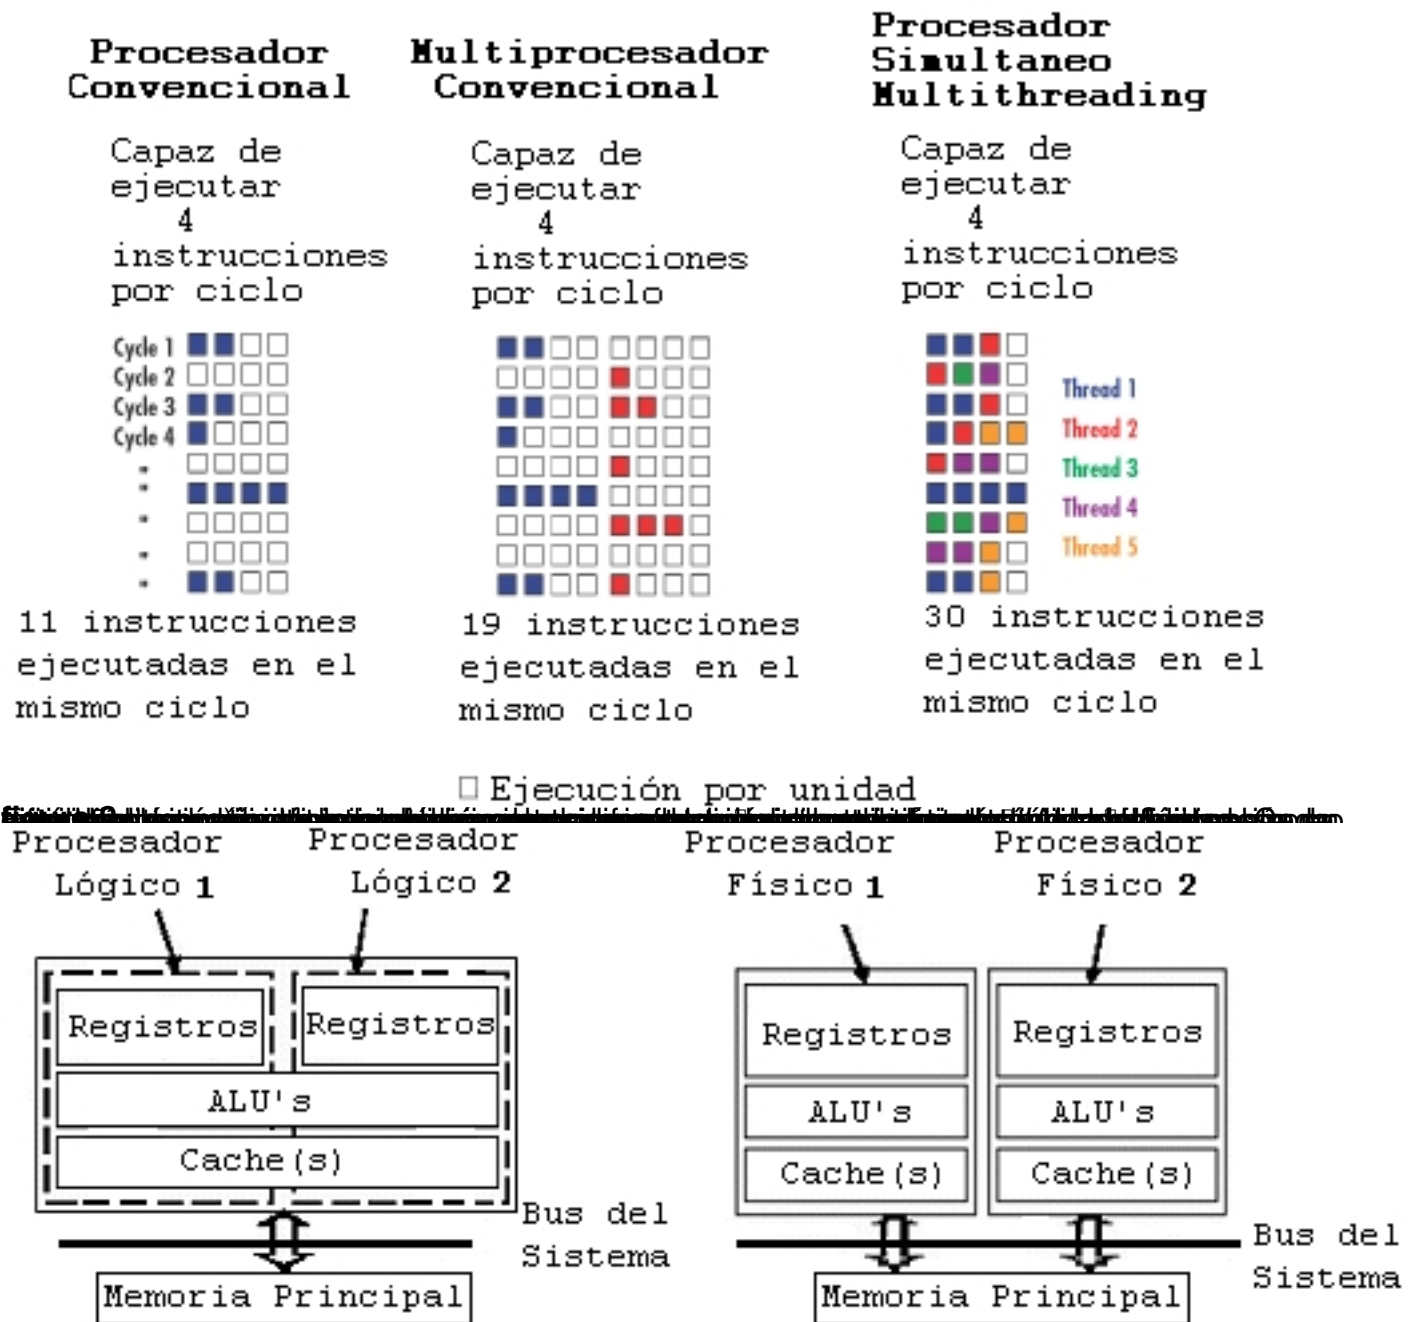 Procesador
Convencional
Capaz de
ejecutar
4
instrucciones
por ciclo
Cycle 1
Cycle 2
Cycle 3
Cycle 4
11 instrucciones
ejecutadas en el
mismo ciclo
Multiprocesador
Convencional
Capaz de
ejecutar
4
instrucciones
por ciclo
19 instrucciones
ejecutadas en el
mismo ciclo
Procesador
Simultaneo
Multithreading
Capaz de
ejecutar
4
instrucciones
por ciclo
Thread 1
Thread 2
Thread 3
Thread 4
Thread 5
30 instrucciones
ejecutadas en el
mismo ciclo
Ejecución por unidad
Procesador
Lógico 1
Procesador
Lógico 2
Registros
Registros
ALU's
Cache(s)
Bus del
Sistema
Memoria Principal
Procesador
Físico 1
Procesador
Físico 2
Registros
Registros
ALU's
ALU's
Cache(s)
Cache(s)
Bus del
Sistema
Memoria Principal